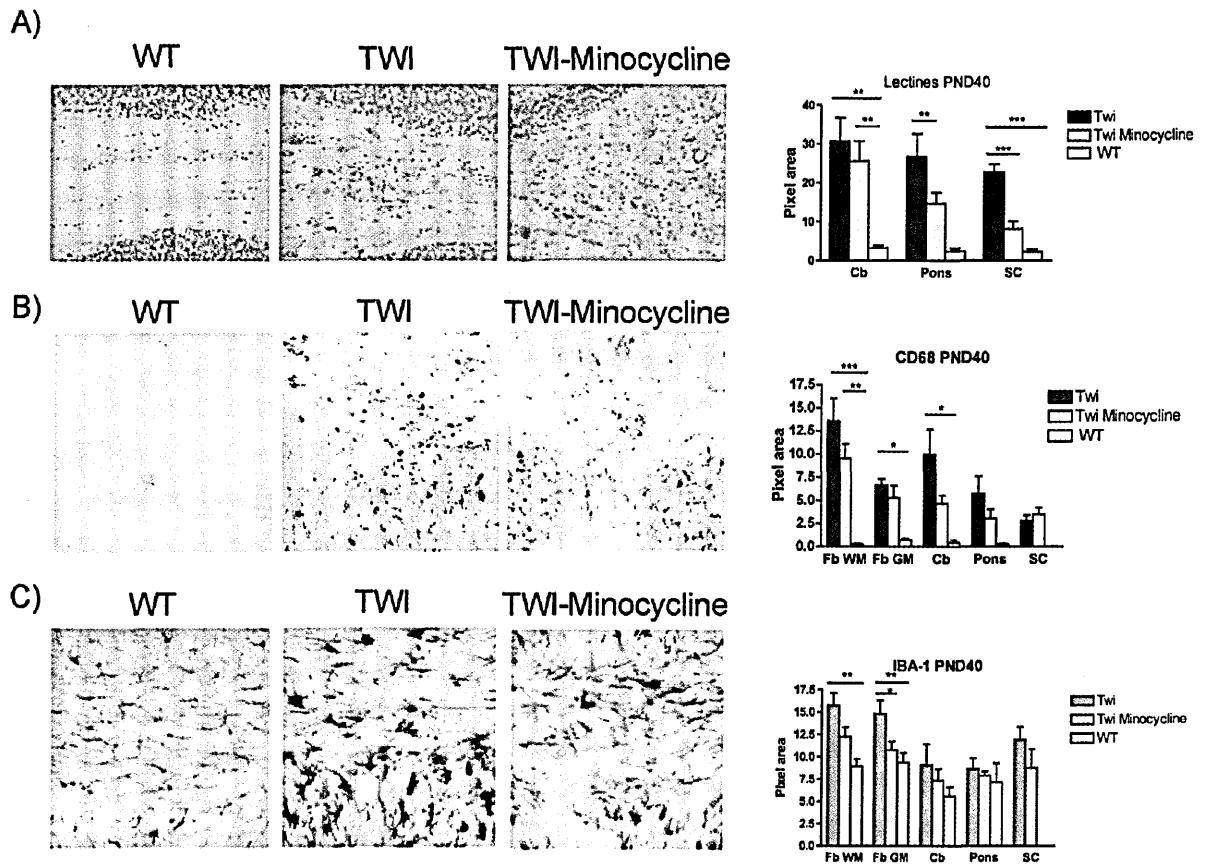 A)
WT TWI TWI-Minocycline
Lectines PND40
** ** ** *** ***
Pixel area
40
30
20
10
0
Cb Pons SC
Twi
Twi Minocycline
WT
B)
WT TWI TWI-Minocycline
CD68 PND40
*** ** * *
Pixel area
17.5
15.0
12.5
10.0
7.5
5.0
2.5
0.0
Fb WM Fb GM Cb Pons SC
Twi
Twi Minocycline
WT
C)
WT TWI TWI-Minocycline
IBA-1 PND40
** ** *
Pixel area
17.5
15.0
12.5
10.0
7.5
5.0
2.5
0.0
Fb WM Fb GM Cb Pons SC
Twi
Twi Minocycline
WT